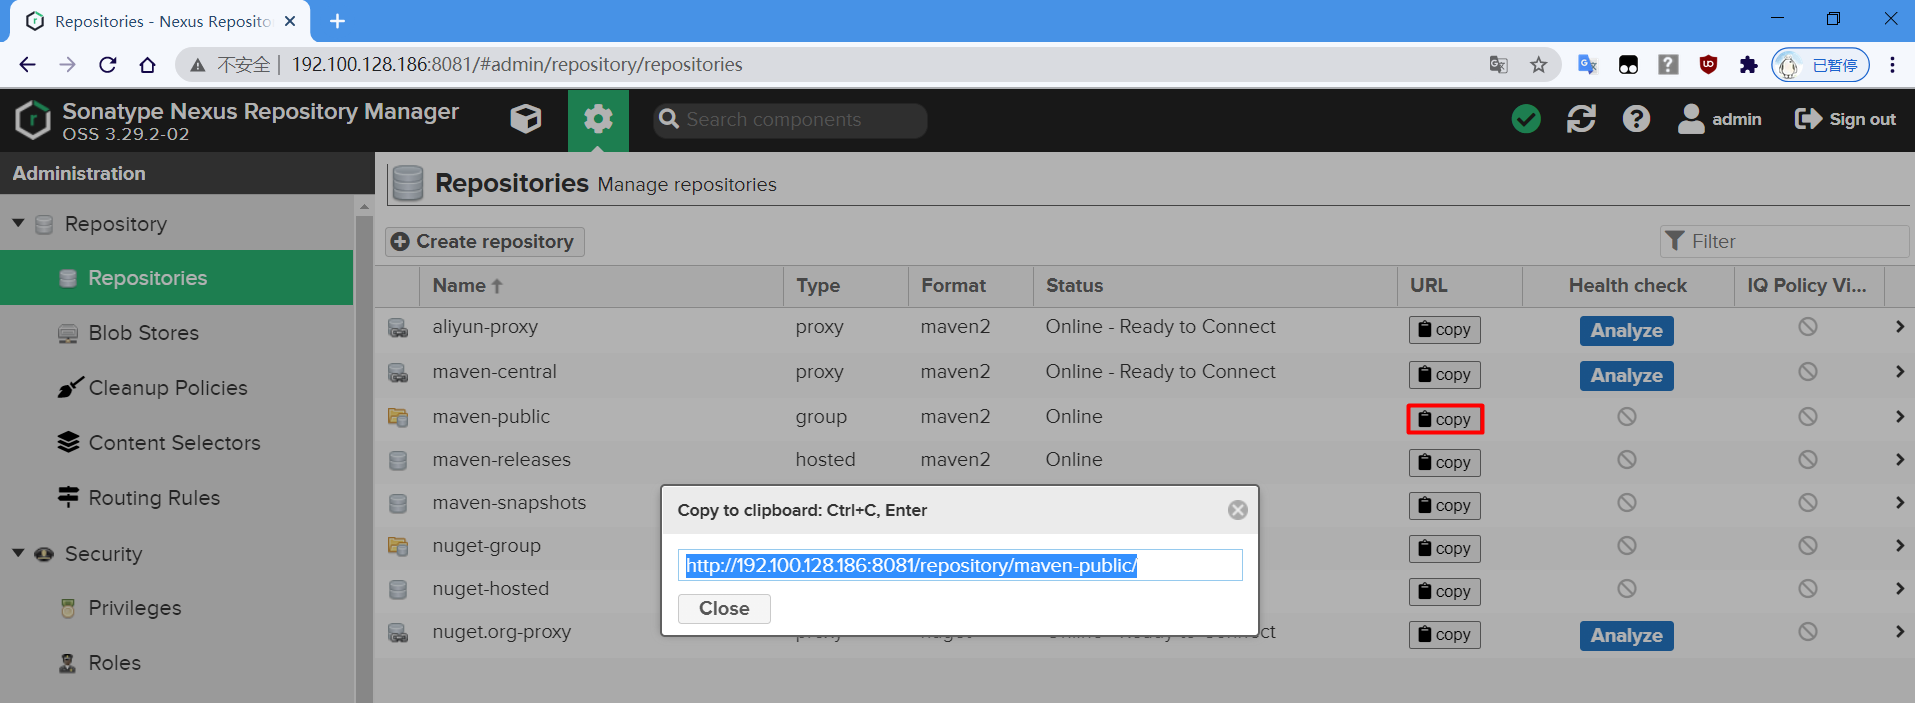 Repositories - Nexus Reposito
不安全 | 192.100.128.186:8081/#admin/repository/repositories
已暂停
Sonatype Nexus Repository Manager
OSS 3.29.2-02
Search components
admin
Sign out
Administration
Repository
Repositories
Blob Stores
Cleanup Policies
Content Selectors
Routing Rules
Security
Privileges
Roles
Repositories Manage repositories
Create repository
Filter
Name Type Format Status URL Health check IQ Policy Vi...
aliyun-proxy proxy maven2 Online - Ready to Connect copy Analyze
maven-central proxy maven2 Online - Ready to Connect copy Analyze
maven-public group maven2 Online copy
maven-releases hosted maven2 Online copy
maven-snapshots copy
nuget-group copy
nuget-hosted copy
nuget.org-proxy proxy nuget Online - Ready to Connect copy Analyze
Copy to clipboard: Ctrl+C, Enter
http://192.100.128.186:8081/repository/maven-public/
Close